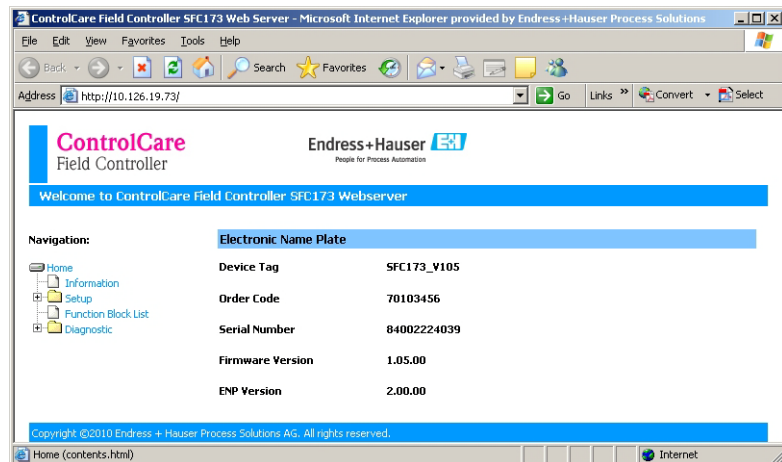 ControlCare Field Controller SFC173 Web Server - Microsoft Internet Explorer provided by Endress+Hauser Process Solutions
File Edit View Favorites Tools Help
Back Search Favorites
Address http://10.126.19.73/ Go Links » Convert Select
ControlCare
Field Controller
Endress+Hauser EH
People for Process Automation
Welcome to ControlCare Field Controller SFC173 Webserver
Navigation:
Home
Information
Setup
Function Block List
Diagnostic
Electronic Name Plate
Device Tag SFC173_V105
Order Code 70103456
Serial Number 84002224039
Firmware Version 1.05.00
ENP Version 2.00.00
Copyright ©2010 Endress + Hauser Process Solutions AG. All rights reserved.
Home (contents.html) Internet